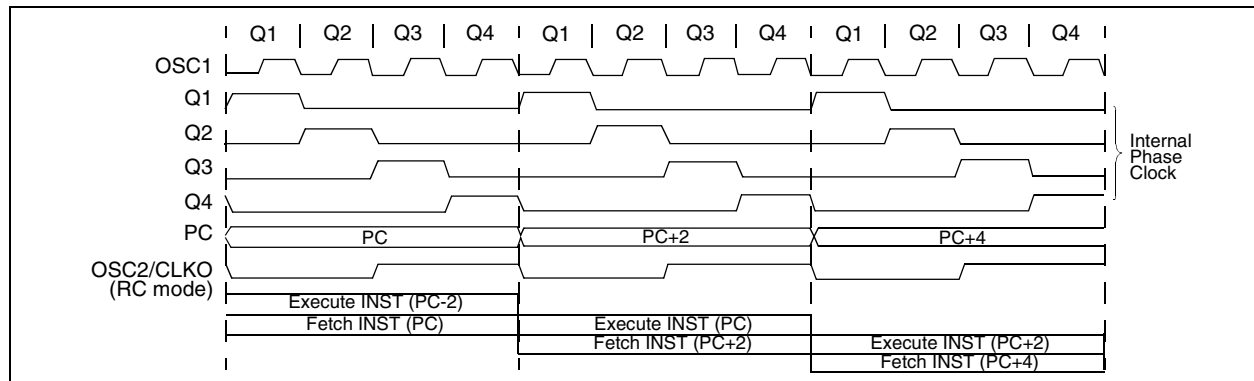 Q1 Q2 Q3 Q4 Q1 Q2 Q3 Q4 Q1 Q2 Q3 Q4
OSC1
Q1
Q2
Q3
Q4
Internal
Phase
Clock
PC PC PC+2 PC+4
OSC2/CLKO
(RC mode)
Execute INST (PC-2)
Fetch INST (PC) Execute INST (PC)
Fetch INST (PC+2) Execute INST (PC+2)
Fetch INST (PC+4)